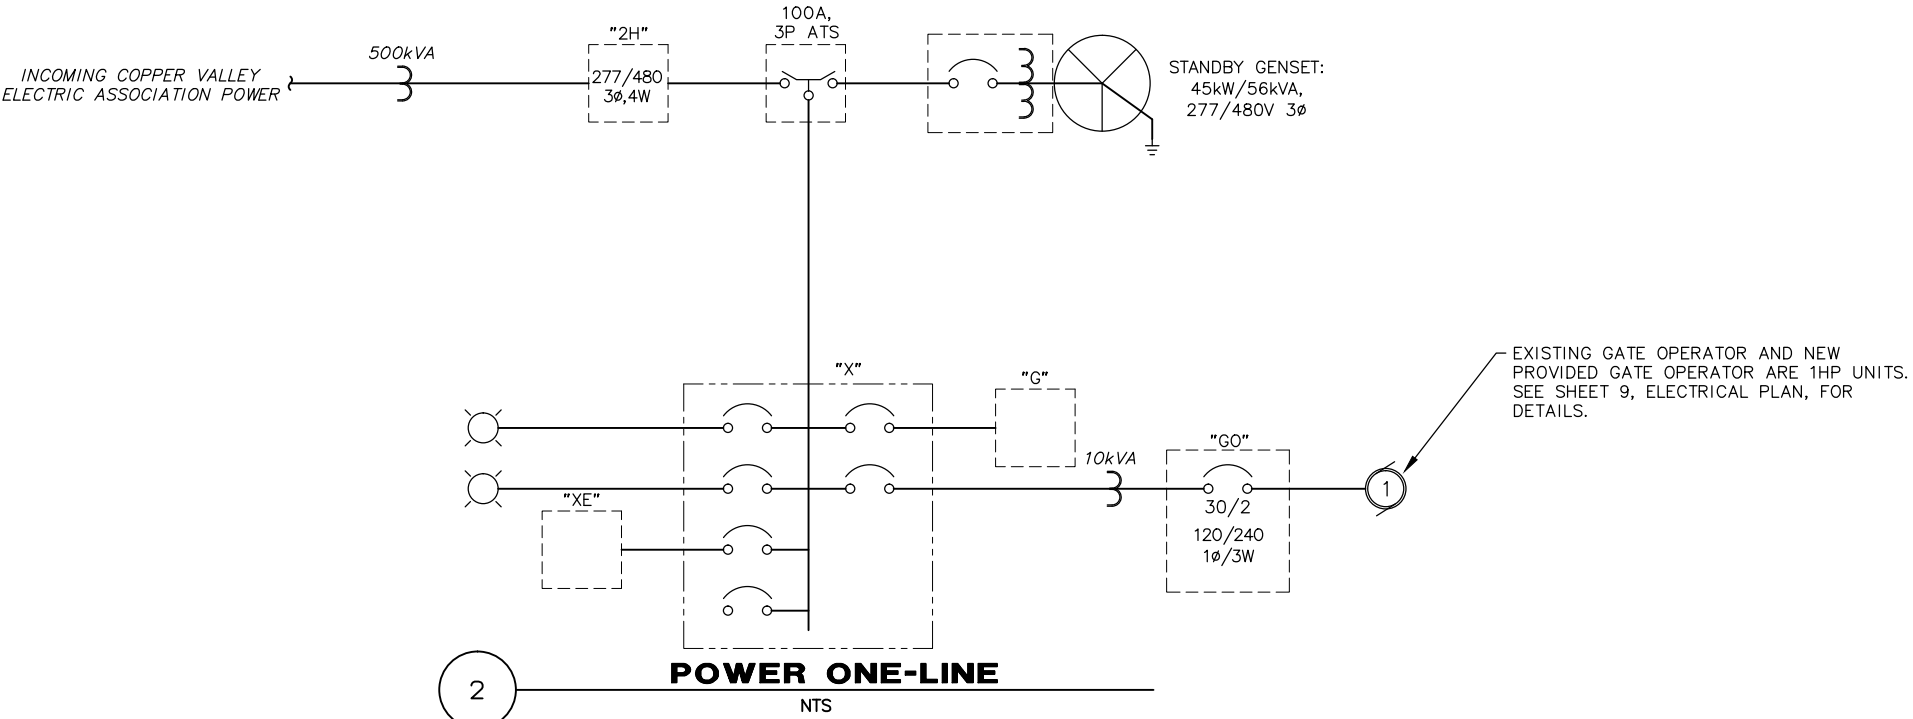 100A,
3P ATS
"2H"
500kVA
INCOMING COPPER VALLEY
ELECTRIC ASSOCIATION POWER
277/480
3ø,4W
STANDBY GENSET:
45kW/56kVA,
277/480V 3ø
"X"
"G"
EXISTING GATE OPERATOR AND NEW
PROVIDED GATE OPERATOR ARE 1HP UNITS.
SEE SHEET 9, ELECTRICAL PLAN, FOR
DETAILS.
10kVA
"GO"
"XE"
30/2
120/240
1ø/3W
1
2
POWER ONE-LINE
NTS